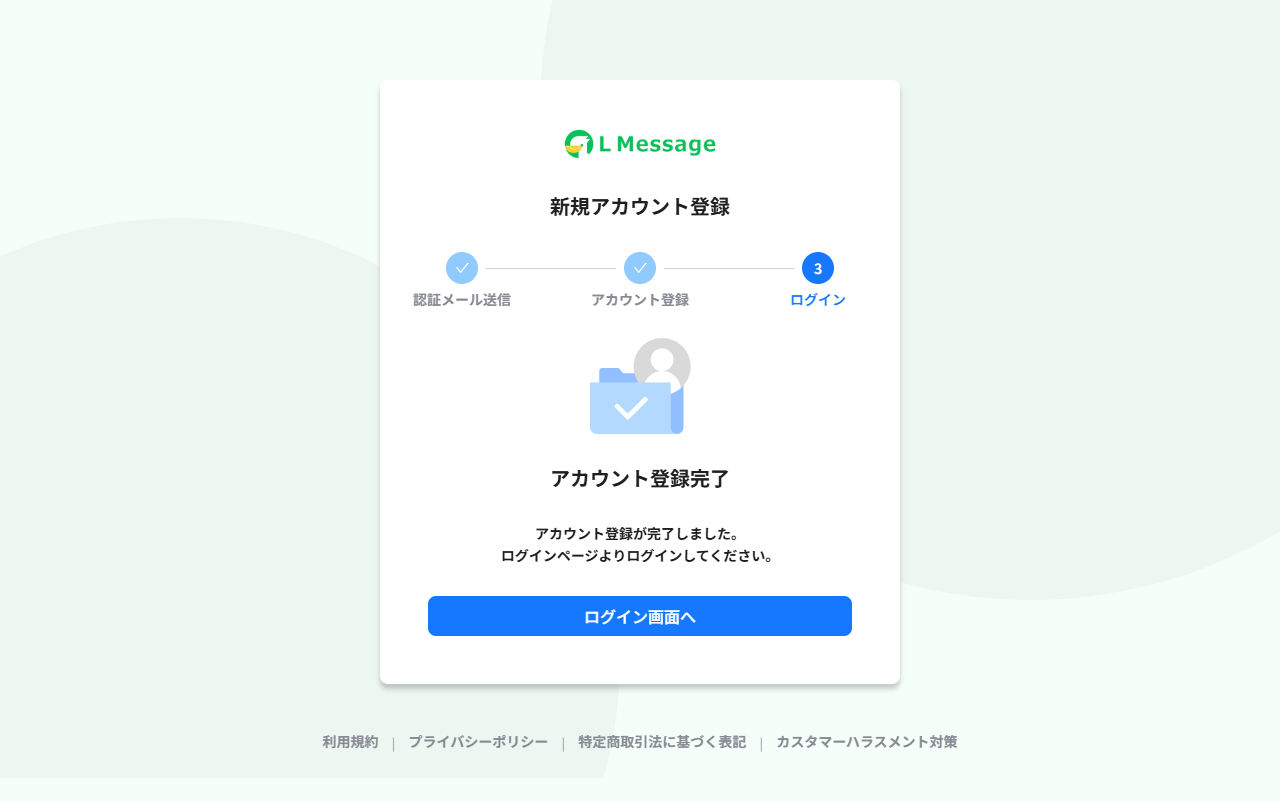 L Message
新規アカウント登録
3
認証メール送信 アカウント登録 ログイン
アカウント登録完了
アカウント登録が完了しました。
ログインページよりログインしてください。
ログイン画面へ
利用規約 | プライバシーポリシー | 特定商取引法に基づく表記 | カスタマーハラスメント対策